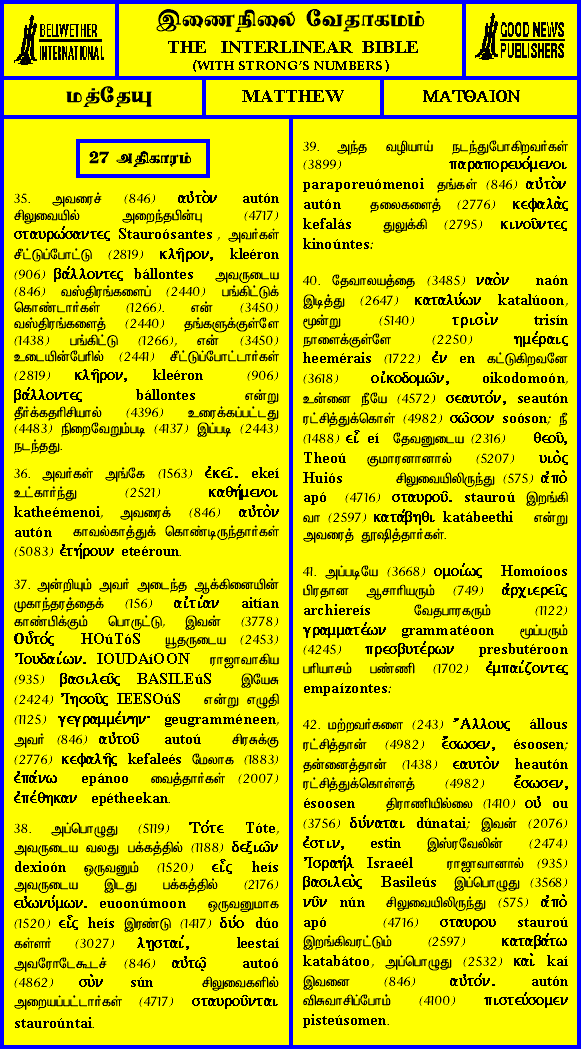 BELLWETHER
INTERNATIONAL
இணைநிலை வேதாகமம்
THE INTERLINEAR BIBLE
(WITH STRONG'S NUMBERS)
GOOD NEWS
PUBLISHERS
மத்தேயு
MATTHEW
ΜΑΤΘΑΙΟΝ
27 அதிகாரம்
35. அவரைச் (846) αὐτὸν autón
சிலுவையில் அறைந்தபின்பு (4717)
σταυρώσαντες Stauroósantes , அவர்கள்
சீட்டுப்போட்டு (2819) κλῆρον, kleéron
(906) βάλλοντες bállontes அவருடைய
(846) வஸ்திரங்களைப் (2440) பங்கிட்டுக்
கொண்டார்கள் (1266). என் (3450)
வஸ்திரங்களைத் (2440) தங்களுக்குள்ளே
(1438) பங்கிட்டு (1266), என் (3450)
உடையின்பேரில் (2441) சீட்டுப்போட்டார்கள்
(2819) κλῆρον, kleéron (906)
βάλλοντες bállontes என்று
தீர்க்கதரிசியால் (4396) உரைக்கப்பட்டது
(4483) நிறைவேறும்படி (4137) இப்படி (2443)
நடந்தது.
36. அவர்கள் அங்கே (1563) ἐκεῖ. ekeí
உட்கார்ந்து (2521) καθήμενοι
katheémenoi, அவரைக் (846) αὐτὸν
autón காவல்காத்துக் கொண்டிருந்தார்கள்
(5083) ἐτήρουν eteéroun.
37. அன்றியும் அவர் அடைந்த ஆக்கினையின்
முகாந்தரத்தைக் (156) αἰτίαν aitían
காண்பிக்கும் பொருட்டு, இவன் (3778)
Οὗτός HOúTóS யூதருடைய (2453)
Ἰουδαίων. IOUDAíOON ராஜாவாகிய
(935) βασιλεῦς BASILEúS இயேசு
(2424) Ἰησοῦς IEESOúS என்று எழுதி
(1125) γεγραμμένην· geugramméneen,
அவர் (846) αὐτοῦ autoú சிரசுக்கு
(2776) κεφαλῆς kefaleés மேலாக (1883)
ἐπάνω epánoo வைத்தார்கள் (2007)
ἐπέθηκαν epétheekan.
38. அப்பொழுது (5119) Τότε Tóte,
அவருடைய வலது பக்கத்தில் (1188) δεξιῶν
dexioón ஒருவனும் (1520) εἷς heís
அவருடைய இடது பக்கத்தில் (2176)
εὐωνύμων. euoonúmoon ஒருவனுமாக
(1520) εἷς heís இரண்டு (1417) δύο dúo
கள்ளர் (3027) λῃσταί, leestaí
அவரோடேகூடச் (846) αὐτῷ autoó
(4862) σὺν sún சிலுவைகளில்
அறையப்பட்டார்கள் (4717) σταυροῦνται
stauroúntai.
39. அந்த வழியாய் நடந்துபோகிறவர்கள்
(3899) παραπορευόμενοι
paraporeuómenoi தங்கள் (846) αὐτὸν
autón தலைகளைத் (2776) κεφαλὰς
kefalás துலுக்கி (2795) κινοῦντες
kinoúntes:
40. தேவாலயத்தை (3485) ναὸν naón
இடித்து (2647) καταλύων katalúoon,
மூன்று (5140) τρισὶν trisín
நாளைக்குள்ளே (2250) ἡμέραις
heemérais (1722) ἐν en கட்டுகிறவனே
(3618) οἰκοδομῶν, oikodomoón,
உன்னை நீயே (4572) σεαυτόν, seautón
ரட்சித்துக்கொள் (4982) σῶσον soóson; நீ
(1488) εἶ eí தேவனுடைய (2316) θεοῦ,
Theoú குமாரனானால் (5207) υἱὸς
Huiós சிலுவையிலிருந்து (575) ἀπὸ
apó (4716) σταυροῦ. stauroú இறங்கி
வா (2597) κατάβηθι katábeethi என்று
அவரைத் தூஷித்தார்கள்.
41. அப்படியே (3668) ομοίως Homoíoos
பிரதான ஆசாரியரும் (749) ἀρχιερεῖς
archiereís வேதபாரகரும் (1122)
γραμματέων grammatéoon மூப்பரும்
(4245) πρεσβυτέρων presbutéroon
பரியாசம் பண்ணி (1702) ἐμπαίζοντες
empaízontes:
42. மற்றவர்களை (243) Ἄλλους állous
ரட்சித்தான் (4982) ἔσωσεν, ésoosen;
தன்னைத்தான் (1438) εαυτὸν heautón
ரட்சித்துக்கொள்ளத் (4982) ἔσωσεν,
ésoosen திராணியில்லை (1410) οὐ ou
(3756) δύναται dúnatai; இவன் (2076)
ἐστιν, estin இஸ்ரவேலின் (2474)
Ἰσραήλ Israeél ராஜாவானால் (935)
βασιλεὺς Basileús இப்பொழுது (3568)
νῦν nún சிலுவையிலிருந்து (575) ἀπὸ
apó (4716) σταυρου stauroú
இறங்கிவரட்டும் (2597) καταβάτω
katabátoo, அப்பொழுது (2532) καὶ kaí
இவனை (846) αὐτόν. autón
விசுவாசிப்போம் (4100) πιστεύσομεν
pisteúsomen.